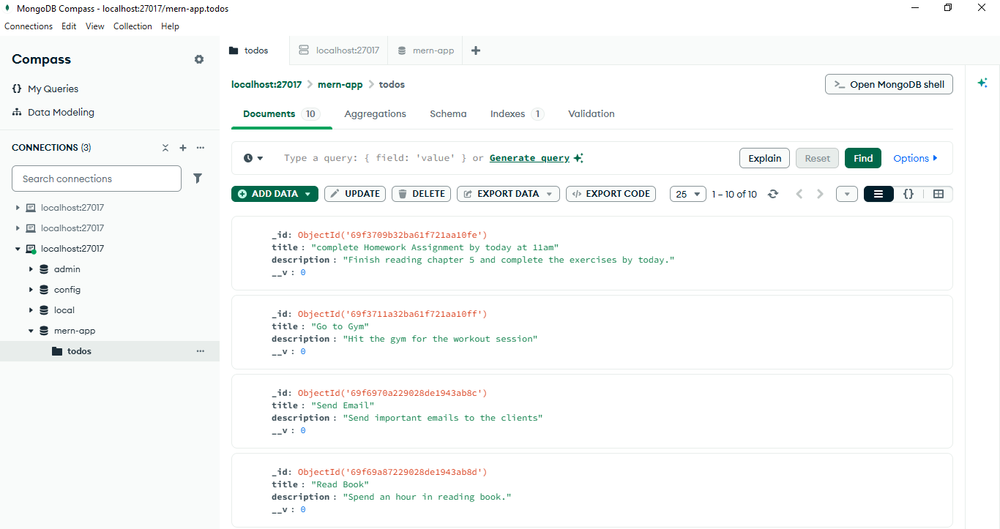 MongoDB Compass - localhost:27017/mern-app.todos
Connections Edit View Collection Help
Compass
My Queries
Data Modeling
CONNECTIONS (3)
Search connections
localhost:27017
localhost:27017
localhost:27017
admin
config
local
mern-app
todos
todos localhost:27017 mern-app
localhost:27017 mern-app todos
Open MongoDB shell
Documents 10 Aggregations Schema Indexes 1 Validation
Type a query: { field: 'value' } or Generate query
Explain Reset Find Options
ADD DATA UPDATE DELETE EXPORT DATA EXPORT CODE 25 1 – 10 of 10 {}
_id: ObjectId('69f3709b32ba61f721aa10fe')
title : "complete Homework Assignment by today at 11am"
description : "Finish reading chapter 5 and complete the exercises by today."
__v : 0
_id: ObjectId('69f3711a32ba61f721aa10ff')
title : "Go to Gym"
description : "Hit the gym for the workout session"
__v : 0
_id: ObjectId('69f6970a229028de1943ab8c')
title : "Send Email"
description : "Send important emails to the clients"
__v : 0
_id: ObjectId('69f69a87229028de1943ab8d')
title : "Read Book"
description : "Spend an hour in reading book."
__v : 0